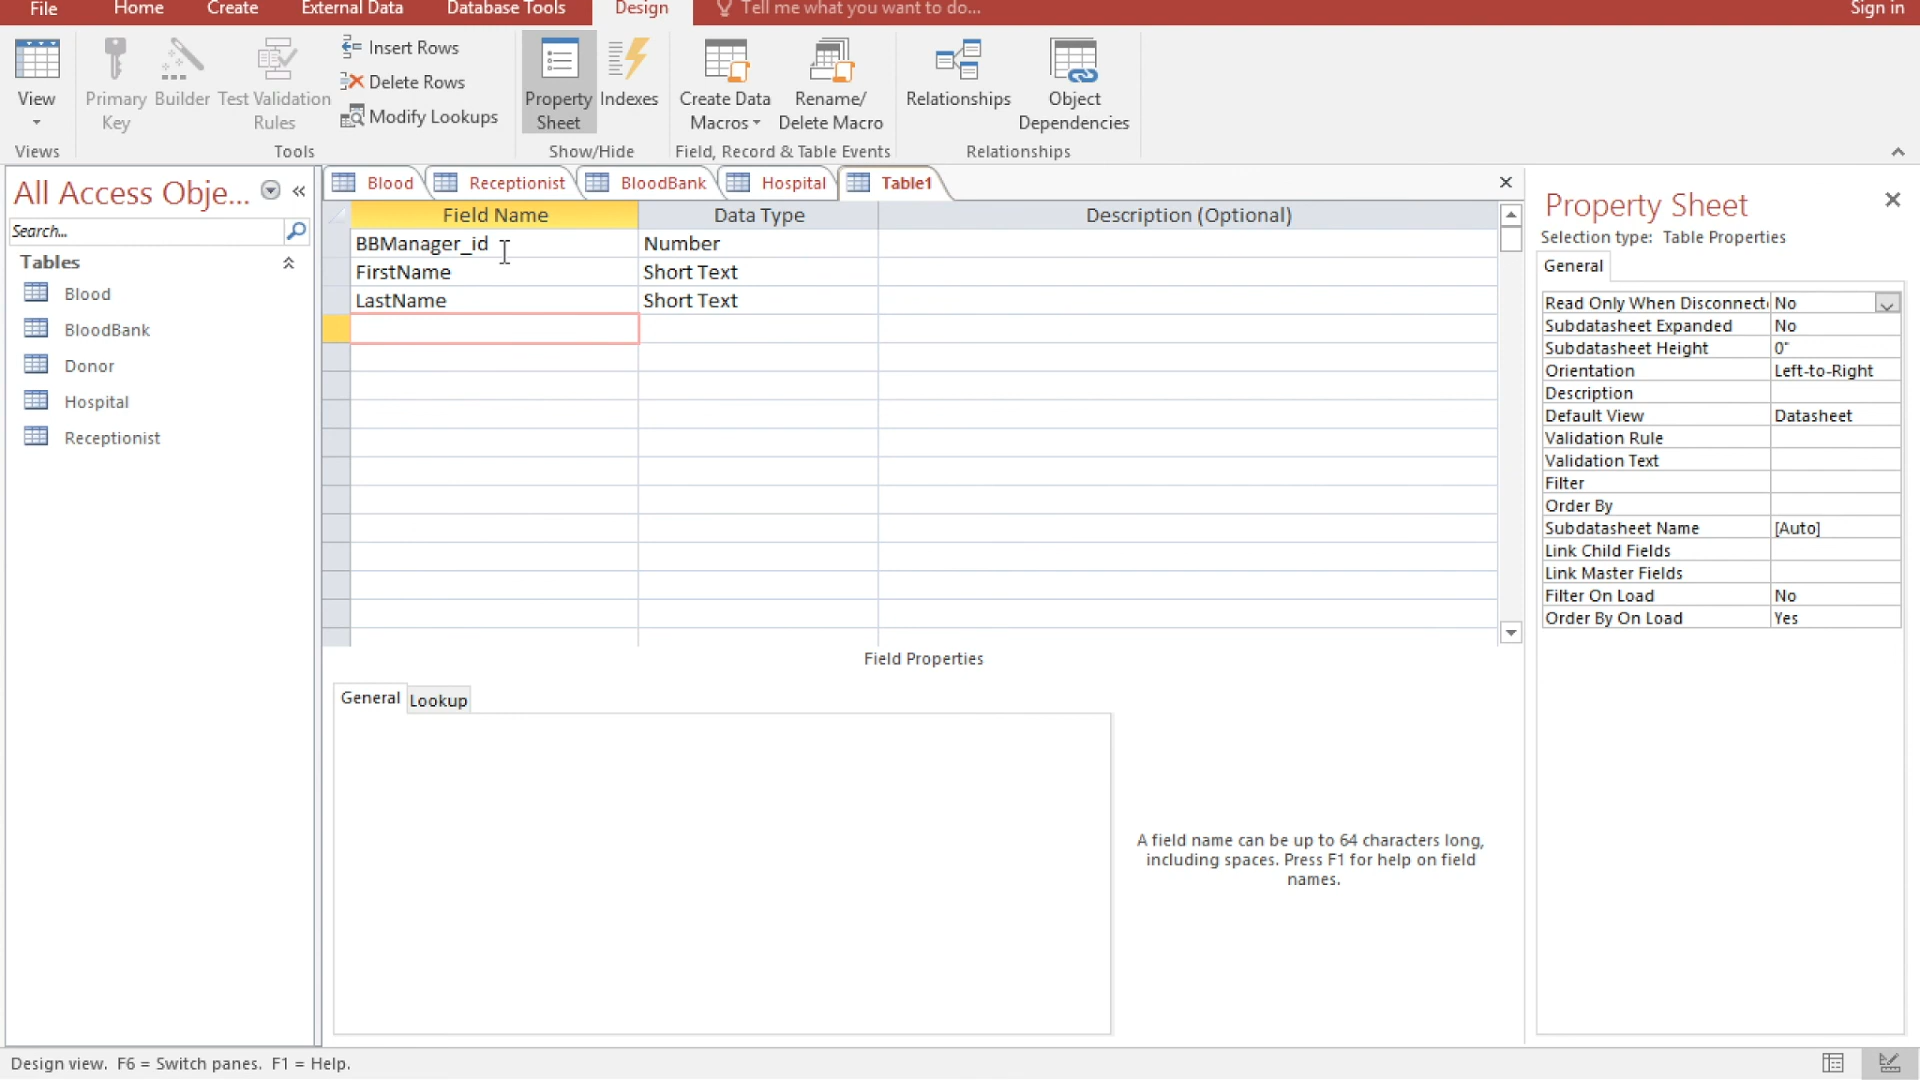 File Home Create External Data Database Tools Design Tell me what you want to do... Sign in
View
Primary Key
Builder
Test Validation Rules
Insert Rows
Delete Rows
Modify Lookups
Property Sheet
Indexes
Create Data Macros
Rename/ Delete Macro
Relationships
Object Dependencies
Views Tools Show/Hide Field, Record & Table Events Relationships
All Access Obje...
Search...
Tables
Blood
BloodBank
Donor
Hospital
Receptionist
Blood Receptionist BloodBank Hospital Table1
Field Name Data Type Description (Optional)
BBManager_id Number
FirstName Short Text
LastName Short Text
Field Properties
General Lookup
A field name can be up to 64 characters long,
including spaces. Press F1 for help on field
names.
Property Sheet
Selection type: Table Properties
General
Read Only When Disconnect No
Subdatasheet Expanded No
Subdatasheet Height 0"
Orientation Left-to-Right
Description
Default View Datasheet
Validation Rule
Validation Text
Filter
Order By
Subdatasheet Name [Auto]
Link Child Fields
Link Master Fields
Filter On Load No
Order By On Load Yes
Design view. F6 = Switch panes. F1 = Help.